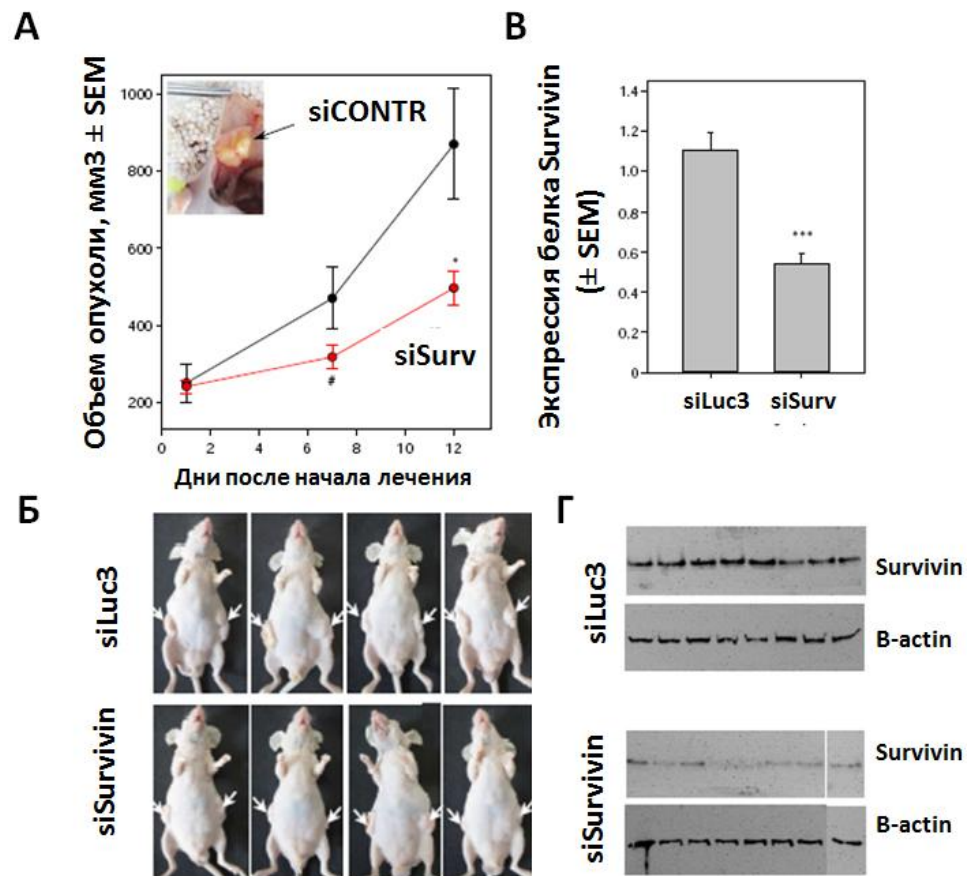 А
Объем опухоли, мм3 ± SEM
1000
800
600
400
200
siCONTR
siSurv
*
#
0 2 4 6 8 10 12
Дни после начала лечения
В
Экспрессия белка Survivin
(± SEM)
1.4
1.2
1.0
0.8
0.6
0.4
0.2
0
***
siLuc3 siSurv
Б
siLuc3
siSurvivin
Г
siLuc3
Survivin
B-actin
siSurvivin
Survivin
B-actin